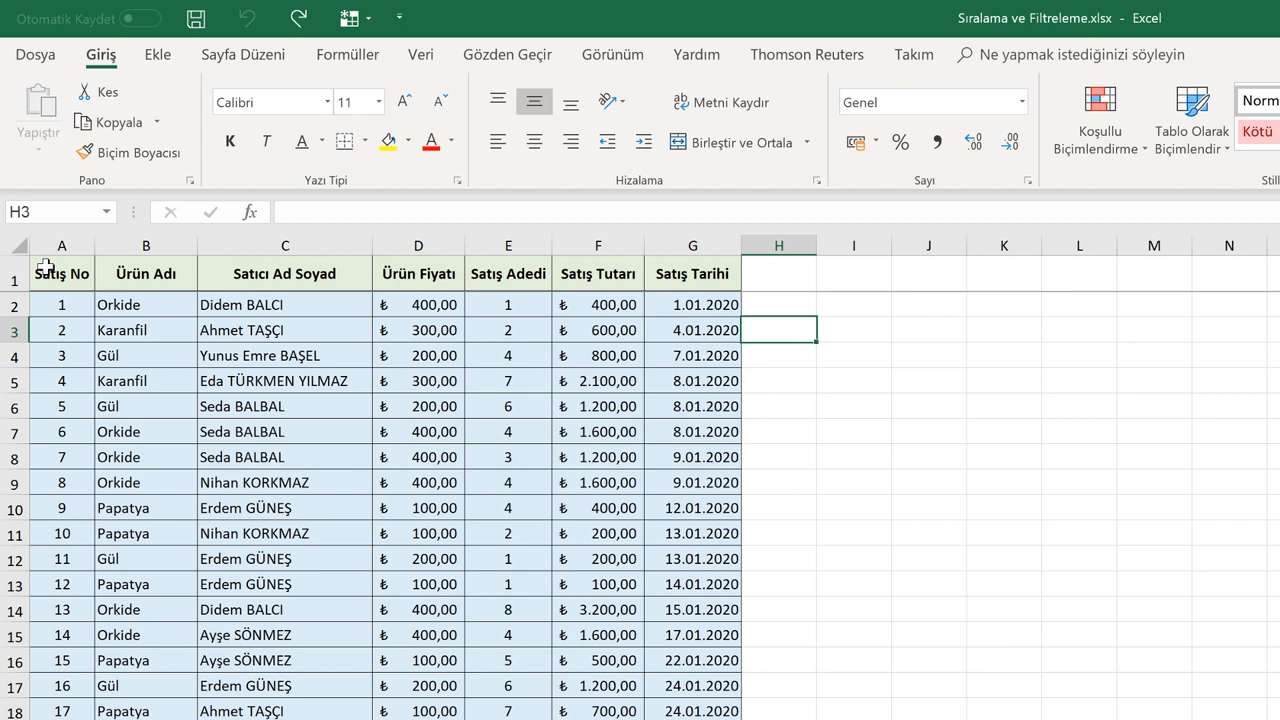 Otomatik Kaydet
Sıralama ve Filtreleme.xlsx - Excel
Dosya Giriş Ekle Sayfa Düzeni Formüller Veri Gözden Geçir Görünüm Yardım Thomson Reuters Takım Ne yapmak istediğinizi söyleyin
Yapıştır
Kes
Kopyala
Biçim Boyacısı
Pano
Calibri 11
K T A A
Yazı Tipi
Metni Kaydır
Birleştir ve Ortala
Hizalama
Genel
% , ,00 ,0
Sayı
Koşullu Biçimlendirme
Tablo Olarak Biçimlendir
Norm
Kötü
Still
H3 fx
A B C D E F G H I J K L M N
1 Satış No Ürün Adı Satıcı Ad Soyad Ürün Fiyatı Satış Adedi Satış Tutarı Satış Tarihi
2 1 Orkide Didem BALCI ₺ 400,00 1 ₺ 400,00 1.01.2020
3 2 Karanfil Ahmet TAŞÇI ₺ 300,00 2 ₺ 600,00 4.01.2020
4 3 Gül Yunus Emre BAŞEL ₺ 200,00 4 ₺ 800,00 7.01.2020
5 4 Karanfil Eda TÜRKMEN YILMAZ ₺ 300,00 7 ₺ 2.100,00 8.01.2020
6 5 Gül Seda BALBAL ₺ 200,00 6 ₺ 1.200,00 8.01.2020
7 6 Orkide Seda BALBAL ₺ 400,00 4 ₺ 1.600,00 8.01.2020
8 7 Orkide Seda BALBAL ₺ 400,00 3 ₺ 1.200,00 9.01.2020
9 8 Orkide Nihan KORKMAZ ₺ 400,00 4 ₺ 1.600,00 9.01.2020
10 9 Papatya Erdem GÜNEŞ ₺ 100,00 4 ₺ 400,00 12.01.2020
11 10 Papatya Nihan KORKMAZ ₺ 100,00 2 ₺ 200,00 13.01.2020
12 11 Gül Erdem GÜNEŞ ₺ 200,00 1 ₺ 200,00 13.01.2020
13 12 Papatya Erdem GÜNEŞ ₺ 100,00 1 ₺ 100,00 14.01.2020
14 13 Orkide Didem BALCI ₺ 400,00 8 ₺ 3.200,00 15.01.2020
15 14 Orkide Ayşe SÖNMEZ ₺ 400,00 4 ₺ 1.600,00 17.01.2020
16 15 Papatya Ayşe SÖNMEZ ₺ 100,00 5 ₺ 500,00 22.01.2020
17 16 Gül Erdem GÜNEŞ ₺ 200,00 6 ₺ 1.200,00 24.01.2020
18 17 Papatya Ahmet TAŞÇI ₺ 100,00 7 ₺ 700,00 24.01.2020